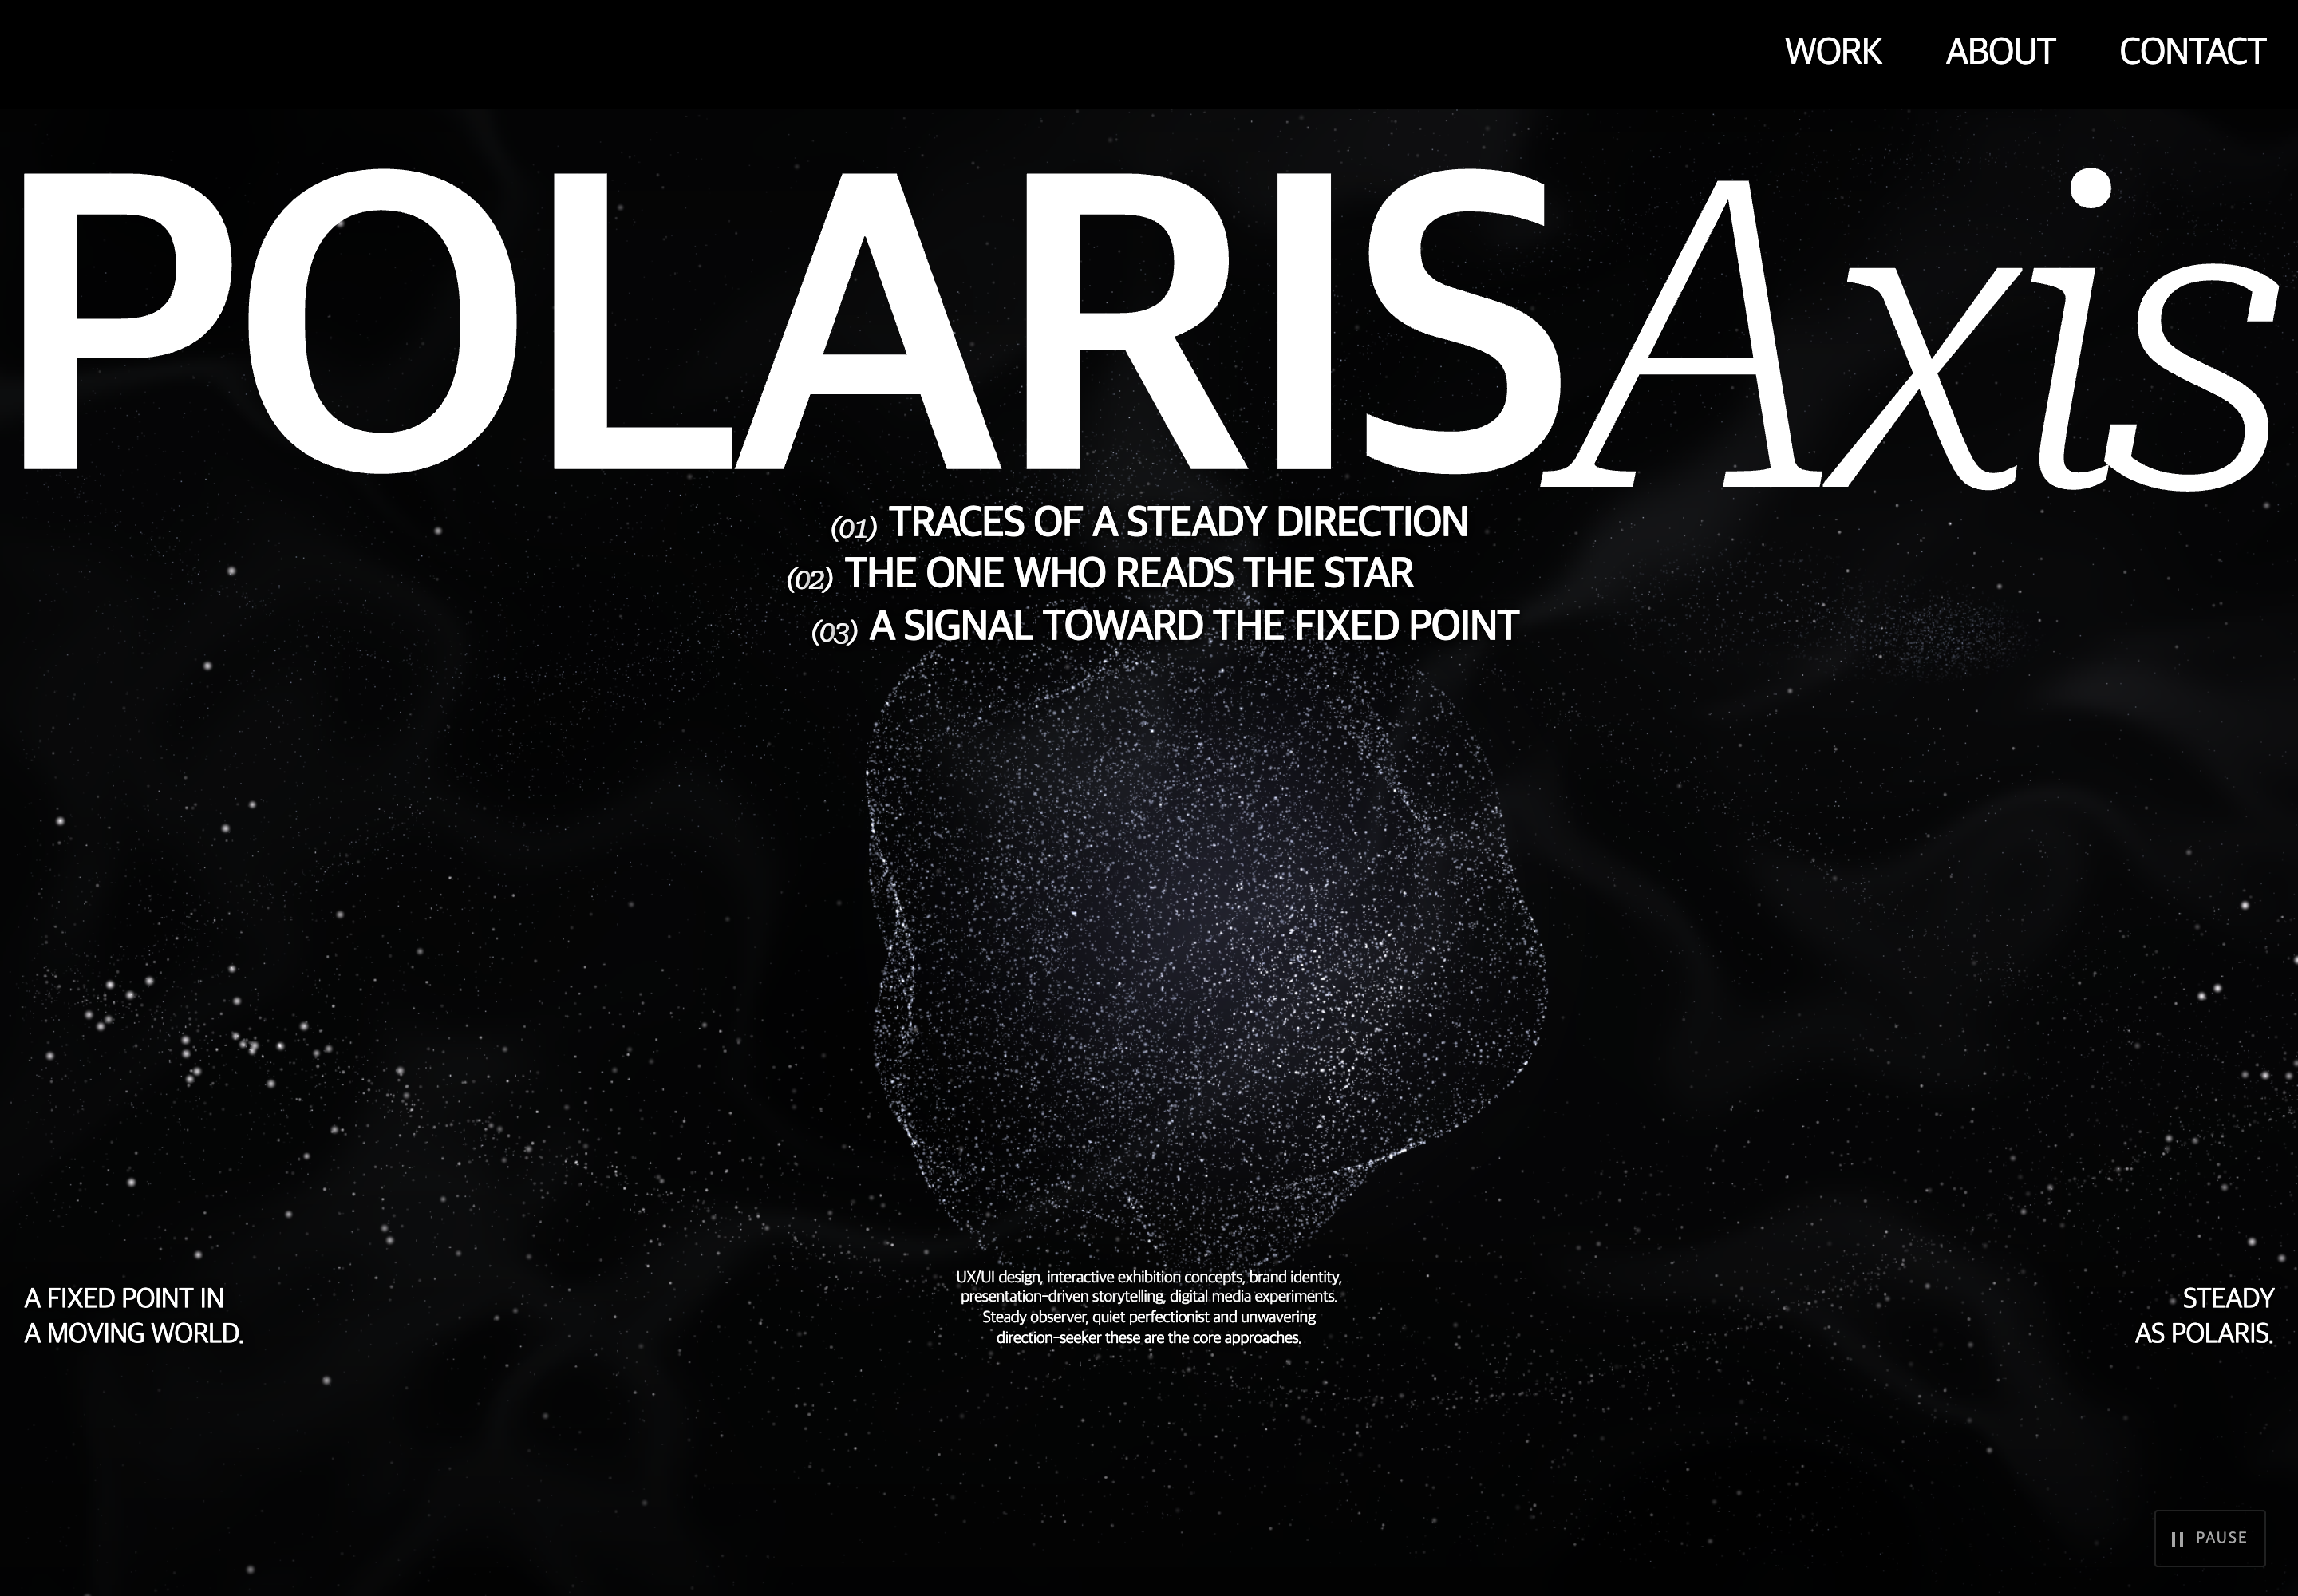 WORK ABOUT CONTACT
POLARISAxis
(01) TRACES OF A STEADY DIRECTION
(02) THE ONE WHO READS THE STAR
(03) A SIGNAL TOWARD THE FIXED POINT
A FIXED POINT IN
A MOVING WORLD.
UX/UI design, interactive exhibition concepts, brand identity,
presentation-driven storytelling, digital media experiments.
Steady observer, quiet perfectionist and unwavering
direction-seeker these are the core approaches.
STEADY
AS POLARIS.
PAUSE